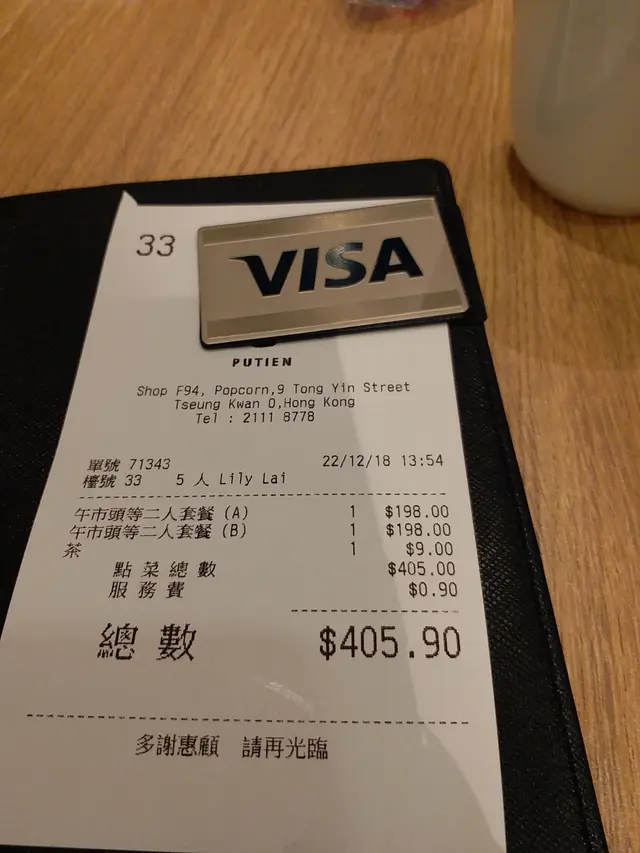 33
VISA
PUTIEN
Shop F94, Popcorn,9 Tong Yin Street
Tseung Kwan O,Hong Kong
Tel : 2111 8778
單號 71343 22/12/18 13:54
檯號 33 5 人 Lily Lai
午市頭等二人套餐 (A) 1 $198.00
午市頭等二人套餐 (B) 1 $198.00
茶 1 $9.00
點菜總數 $405.00
服務費 $0.90
總數 $405.90
多謝惠顧 請再光臨